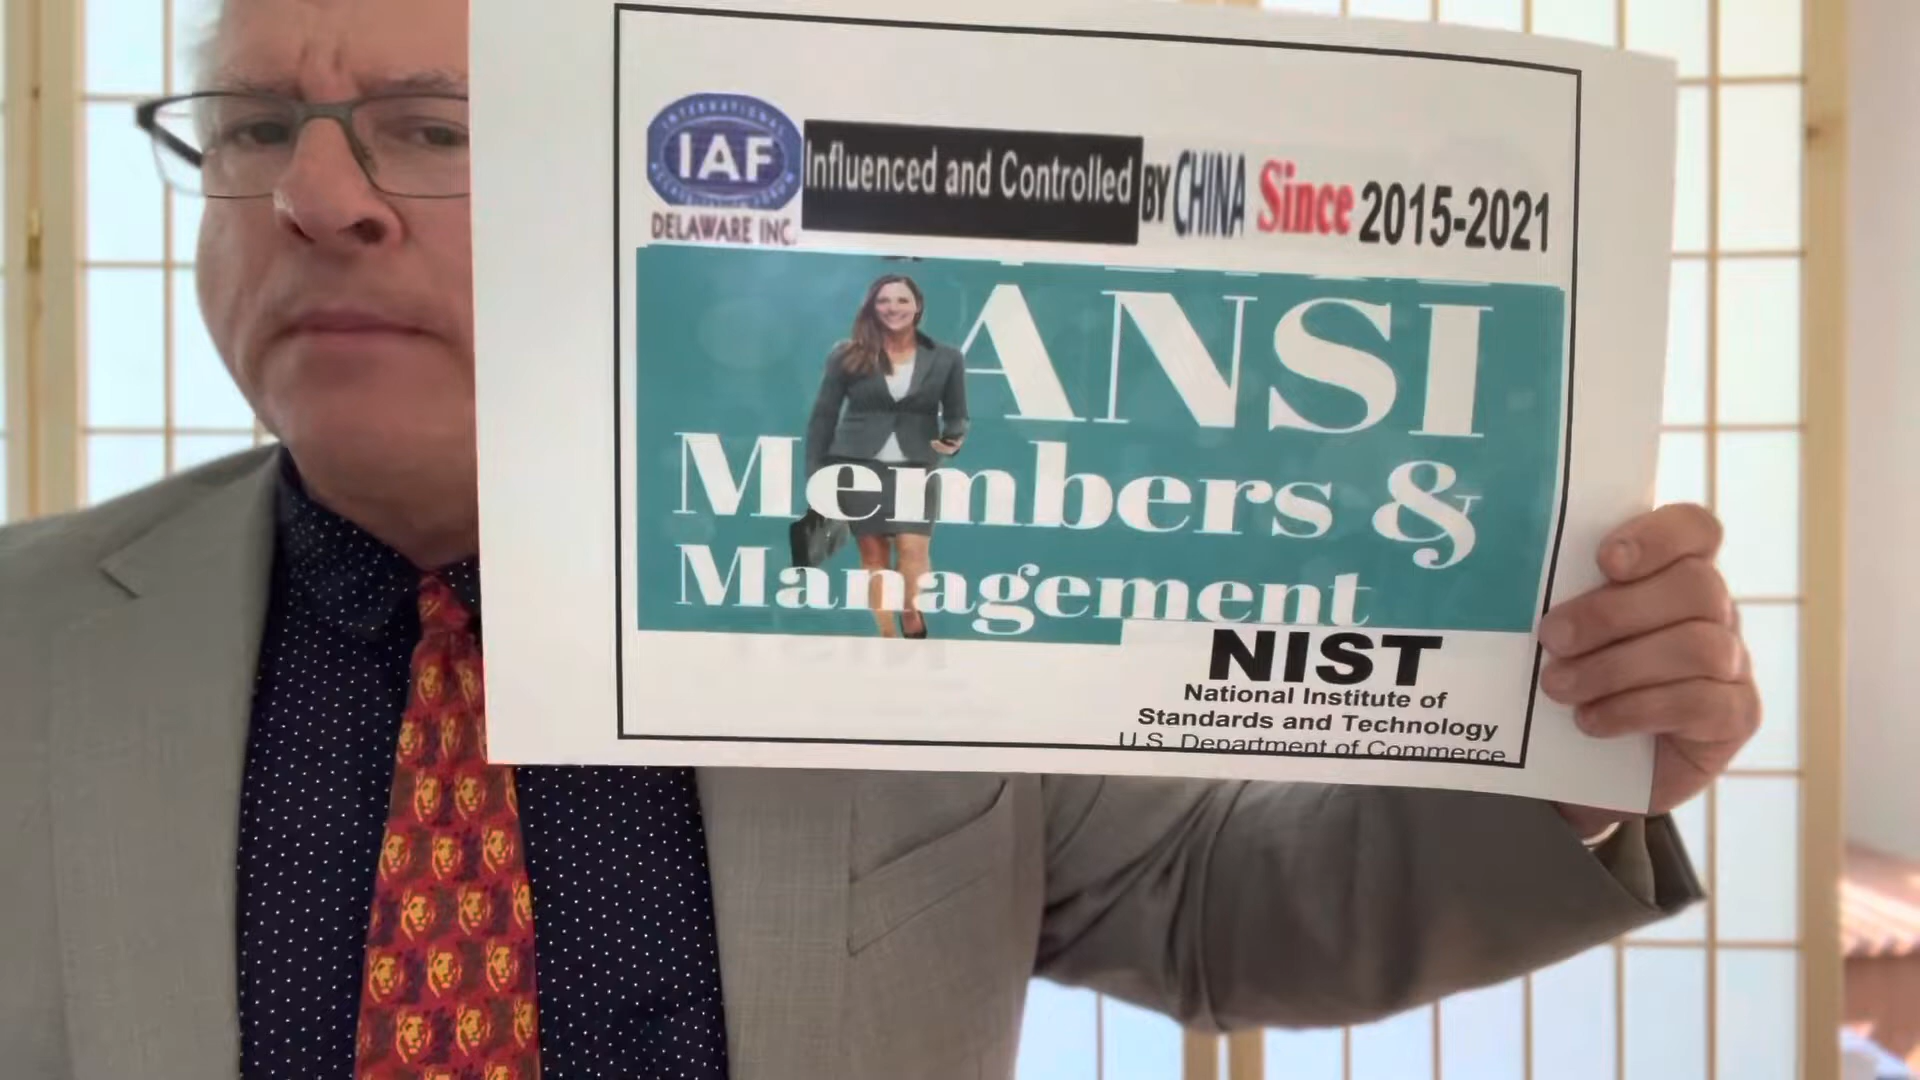 INTERNATIONAL
IAF
DELAWARE INC.
Influenced and Controlled BY CHINA Since 2015-2021
ANSI
Members &
Management
NIST
National Institute of
Standards and Technology
U.S. Department of Commerce